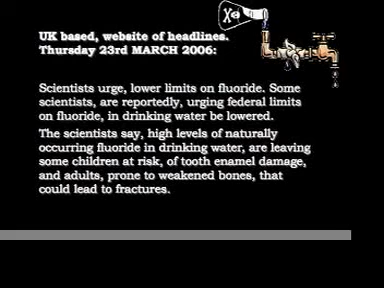 UK based, website of headlines.
Thursday 23rd MARCH 2006:
Scientists urge, lower limits on fluoride. Some
scientists, are reportedly, urging federal limits
on fluoride, in drinking water be lowered.
The scientists say, high levels of naturally
occurring fluoride in drinking water, are leaving
some children at risk, of tooth enamel damage,
and adults, prone to weakened bones, that
could lead to fractures.